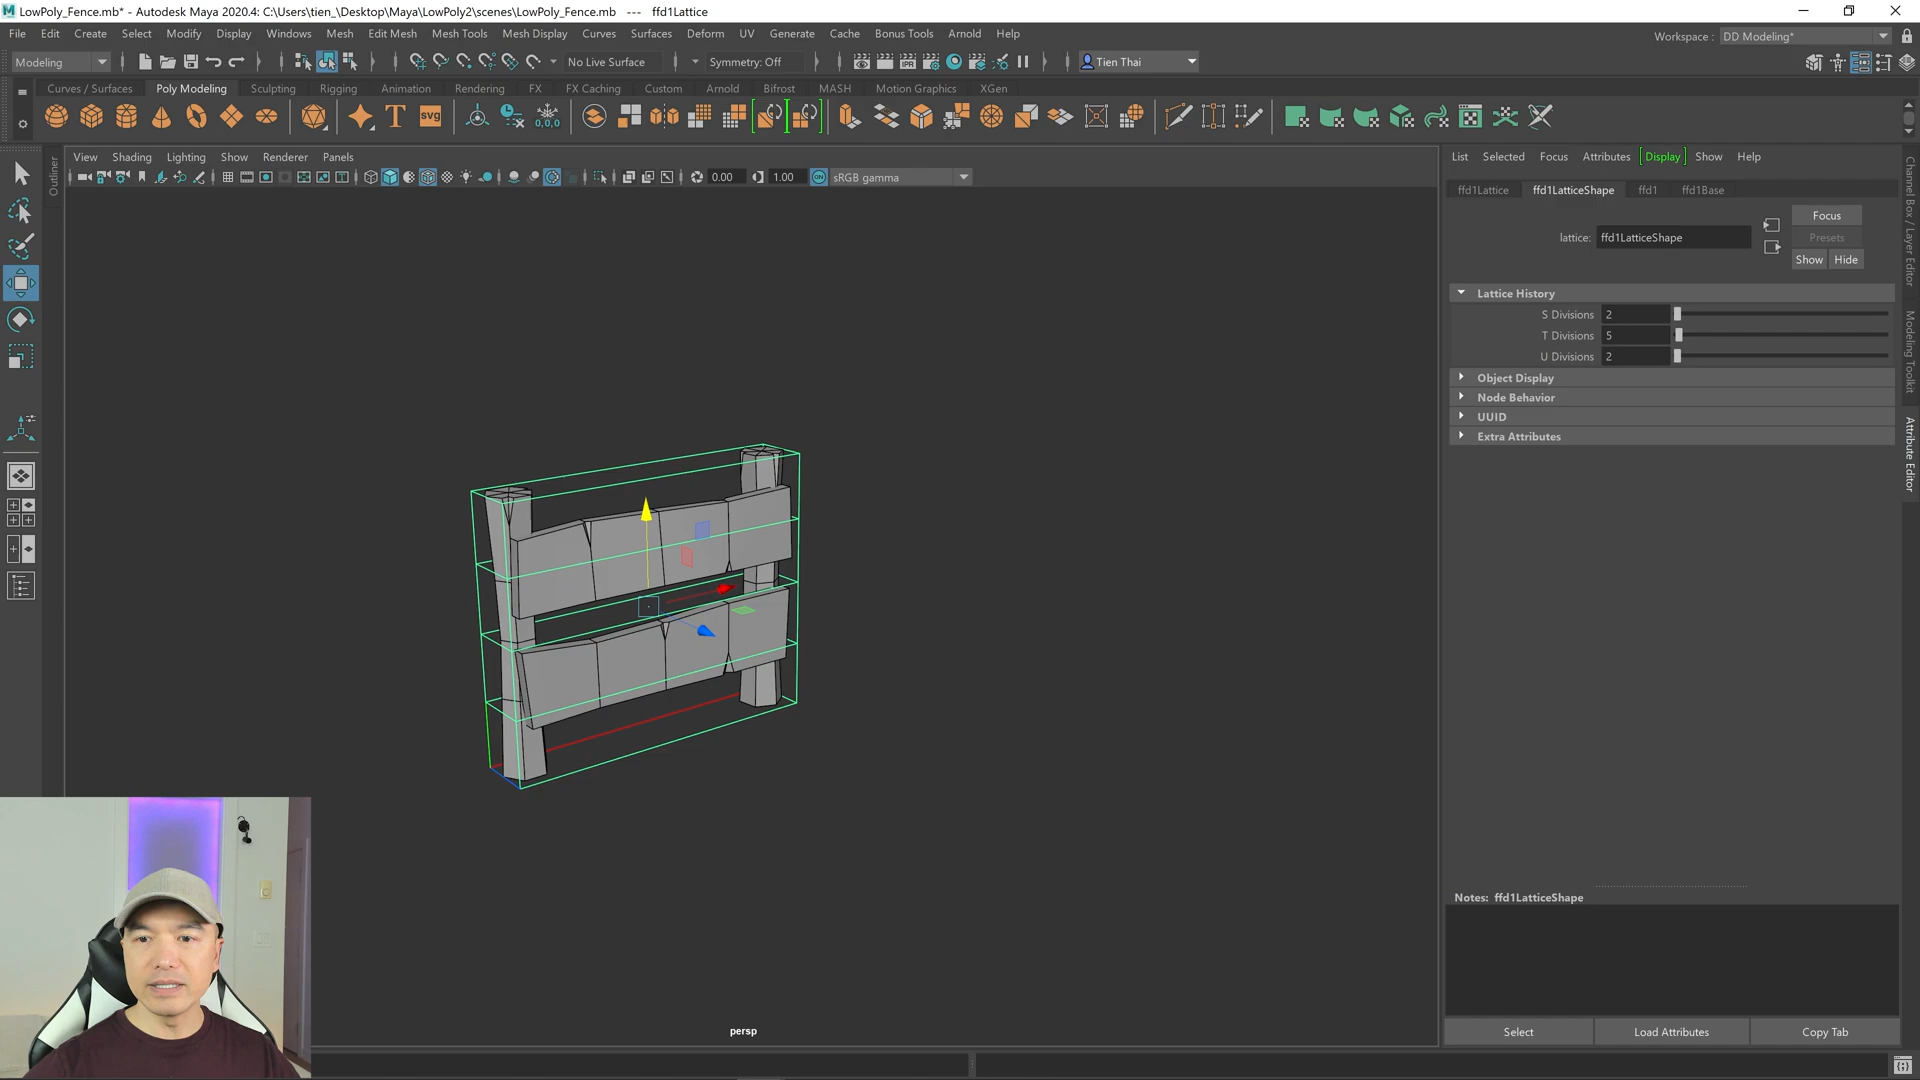 LowPoly_Fence.mb* - Autodesk Maya 2020.4: C:\Users\tien_\Desktop\Maya\LowPoly2\scenes\LowPoly_Fence.mb   ---   ffd1Lattice
File Edit Create Select Modify Display Windows Mesh Edit Mesh Mesh Tools Mesh Display Curves Surfaces Deform UV Generate Cache Bonus Tools Arnold Help
Workspace : DD Modeling*
Modeling No Live Surface Symmetry: Off Tien Thai
Curves / Surfaces Poly Modeling Sculpting Rigging Animation Rendering FX FX Caching Custom Arnold Bifrost MASH Motion Graphics XGen
T svg 0,0,0
View Shading Lighting Show Renderer Panels
0.00 1.00 ON sRGB gamma
Outliner
persp
List Selected Focus Attributes [Display] Show Help
ffd1Lattice ffd1LatticeShape ffd1 ffd1Base
Focus
lattice: ffd1LatticeShape
Presets
Show Hide
Lattice History
S Divisions 2
T Divisions 5
U Divisions 2
Object Display
Node Behavior
UUID
Extra Attributes
Notes: ffd1LatticeShape
Select Load Attributes Copy Tab
Channel Box / Layer Editor
Modeling Toolkit
Attribute Editor